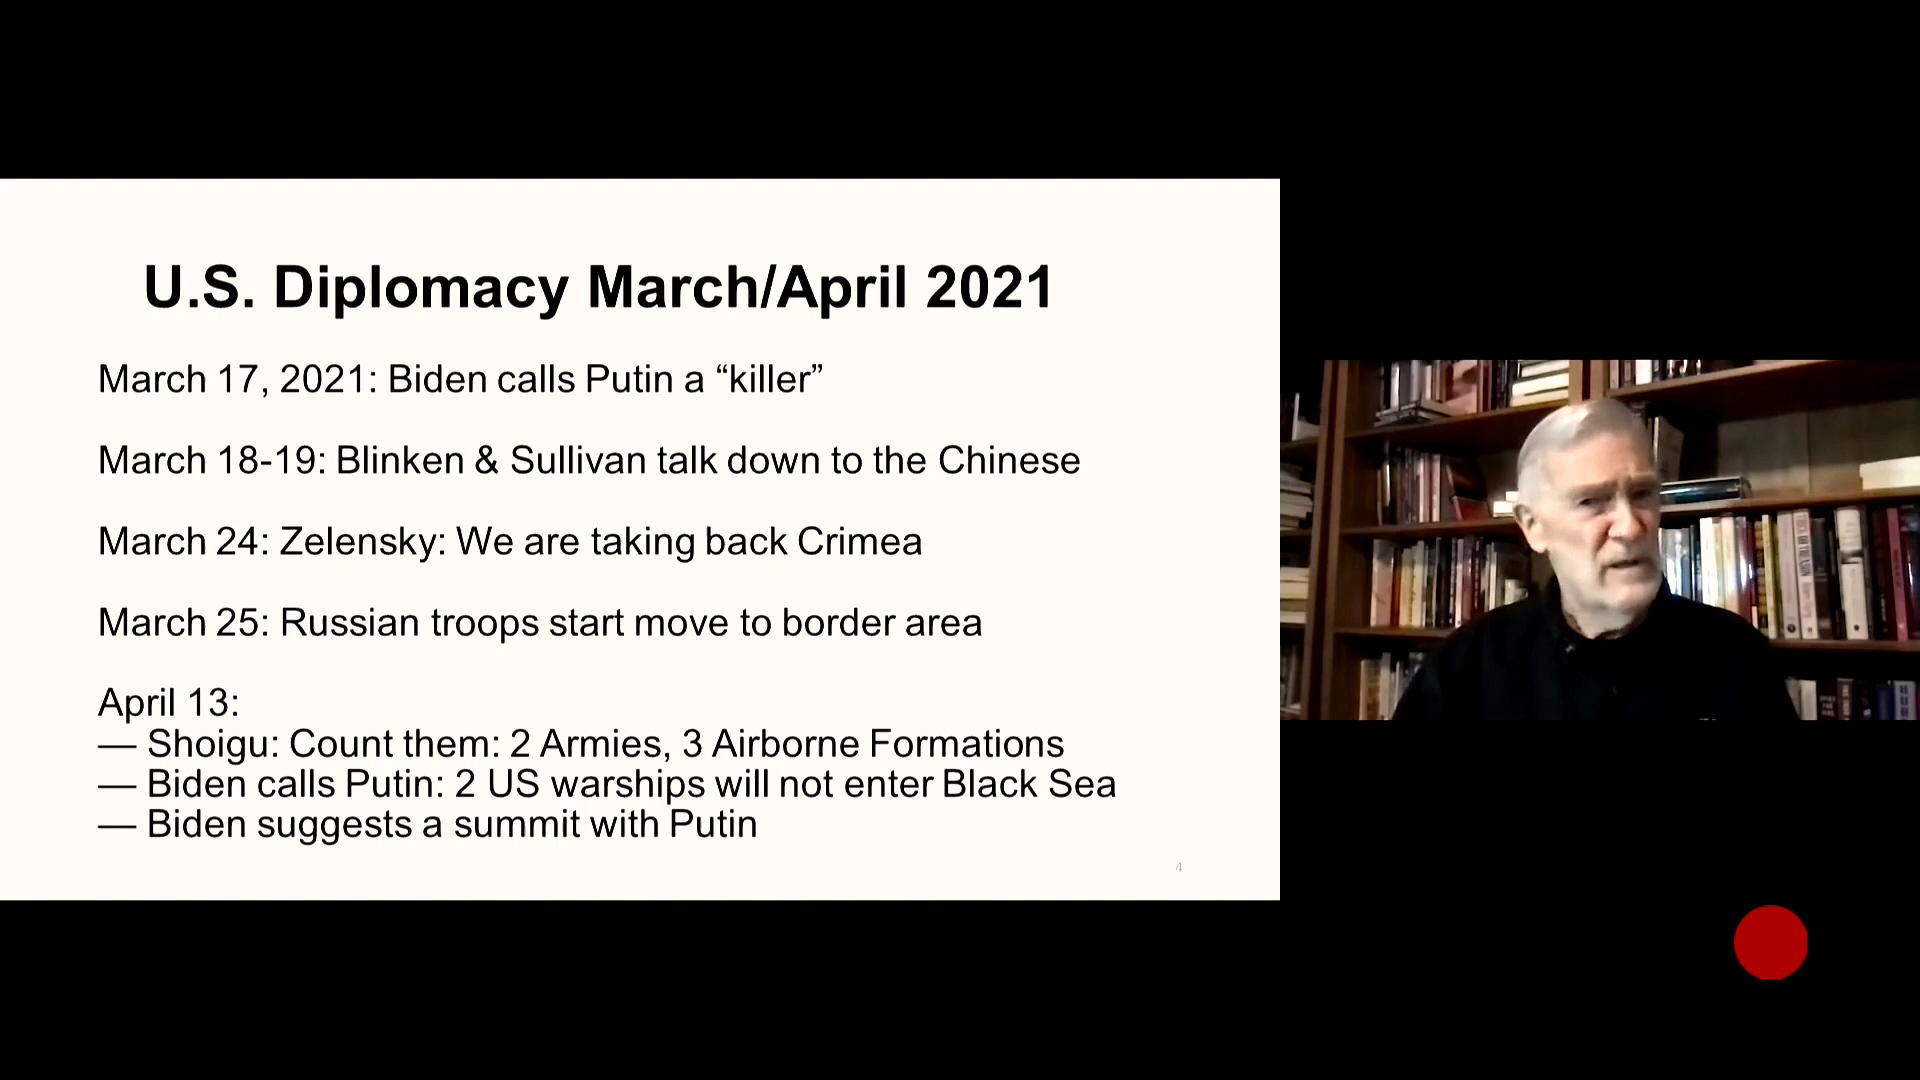 U.S. Diplomacy March/April 2021
March 17, 2021: Biden calls Putin a “killer”
March 18-19: Blinken & Sullivan talk down to the Chinese
March 24: Zelensky: We are taking back Crimea
March 25: Russian troops start move to border area
April 13:
— Shoigu: Count them: 2 Armies, 3 Airborne Formations
— Biden calls Putin: 2 US warships will not enter Black Sea
— Biden suggests a summit with Putin
4